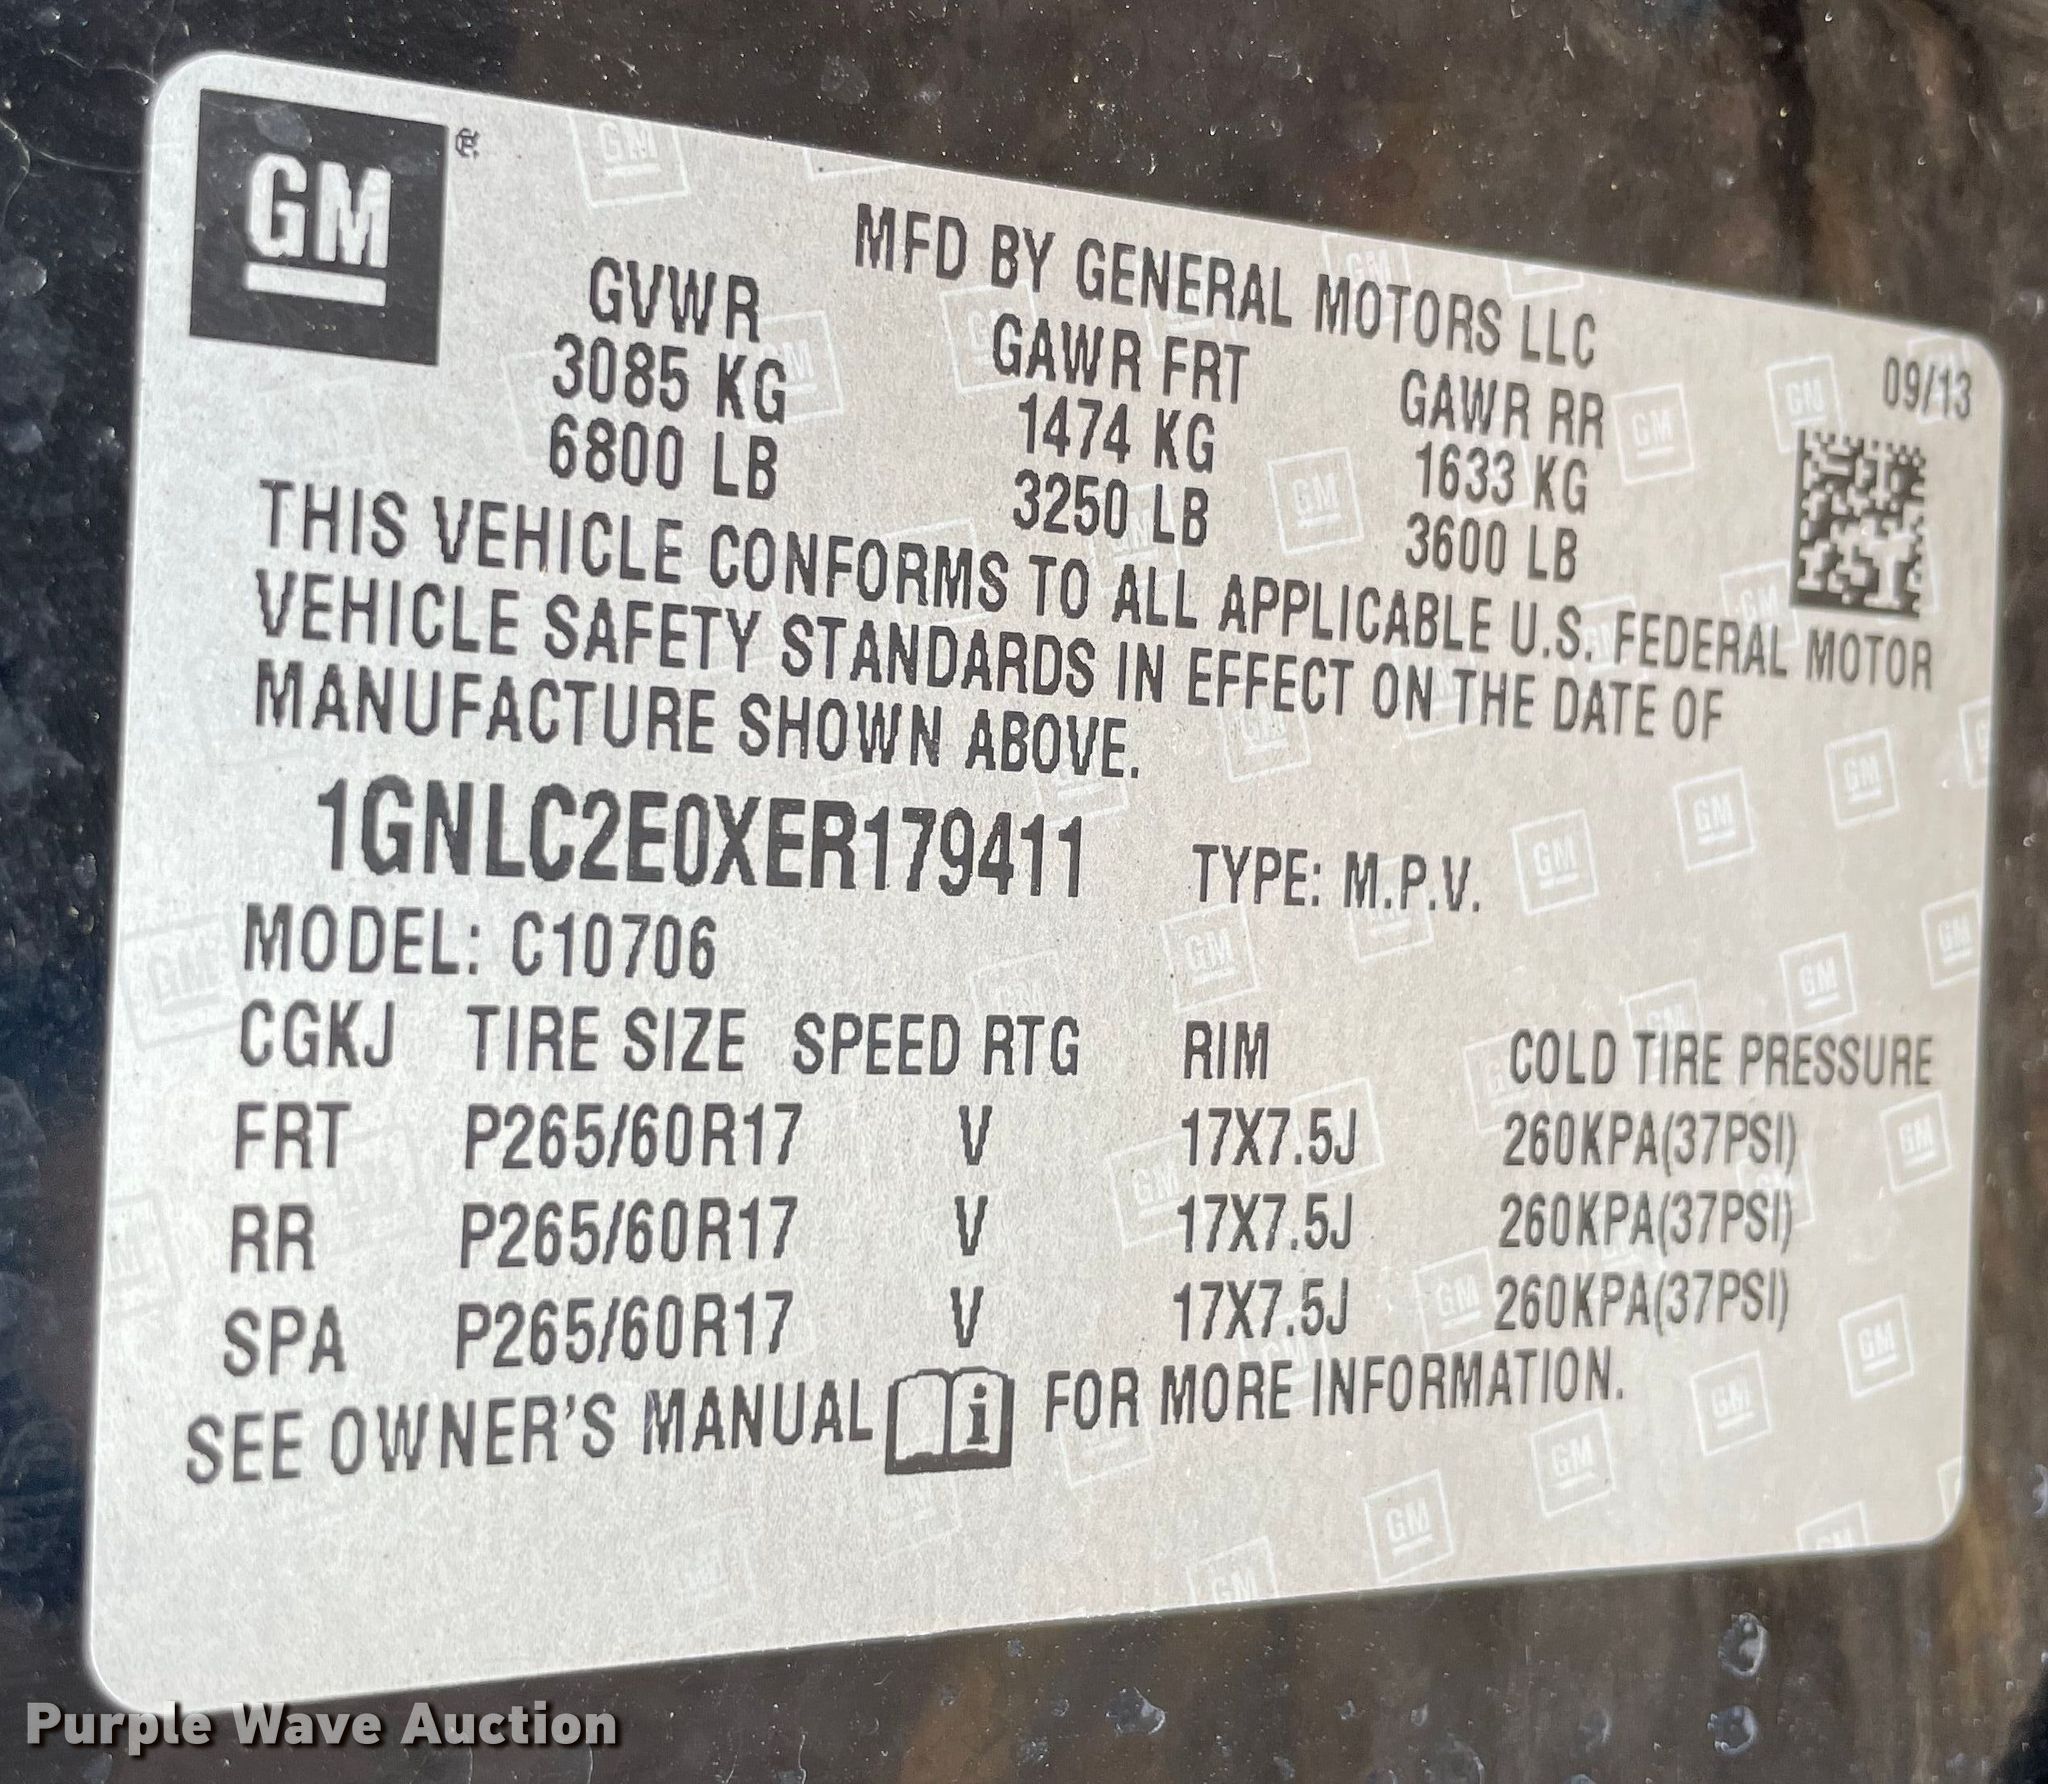 GM
MFD BY GENERAL MOTORS LLC
09/13
GVWR GAWR FRT GAWR RR
3085 KG 1474 KG 1633 KG
6800 LB 3250 LB 3600 LB
THIS VEHICLE CONFORMS TO ALL APPLICABLE U.S. FEDERAL MOTOR
VEHICLE SAFETY STANDARDS IN EFFECT ON THE DATE OF
MANUFACTURE SHOWN ABOVE.
1GNLC2E0XER179411 TYPE: M.P.V.
MODEL: C10706
CGKJ TIRE SIZE SPEED RTG RIM COLD TIRE PRESSURE
FRT P265/60R17 V 17X7.5J 260KPA(37PSI)
RR P265/60R17 V 17X7.5J 260KPA(37PSI)
SPA P265/60R17 V 17X7.5J 260KPA(37PSI)
SEE OWNER'S MANUAL i FOR MORE INFORMATION.
Purple Wave Auction